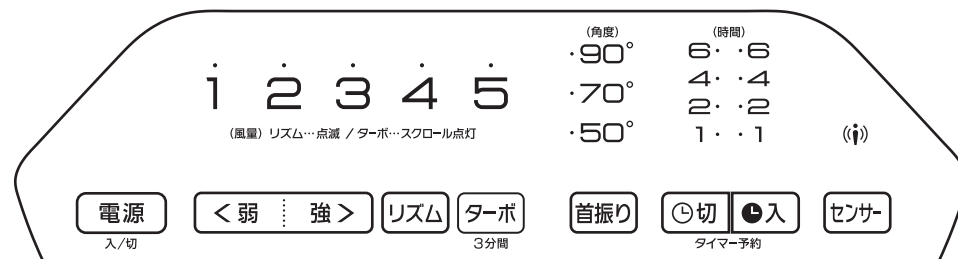 (角度) (時間)
・90° 6・ ・6
1 2 3 4 5
・70° 4・ ・4
2・ ・2
(風量) リズム…点滅 / ターボ…スクロール点灯
・50° 1・ ・1
電源 <弱 強> リズム ターボ 首振り 切 入 センサー
入/切 3分間 タイマー予約